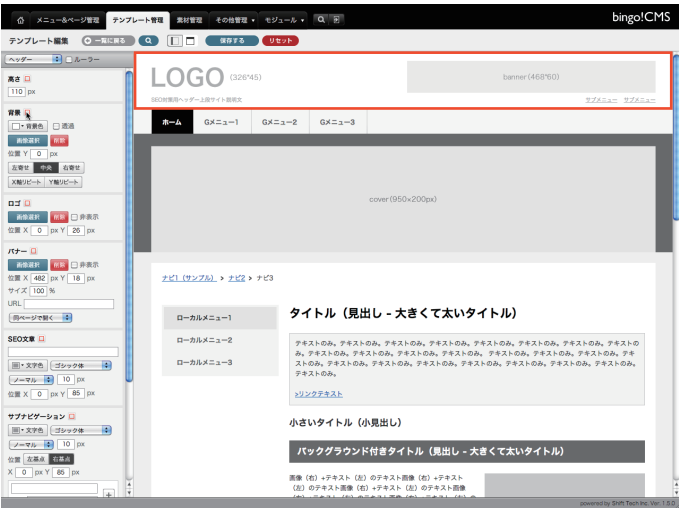 メニュー&ページ管理 テンプレート管理 素材管理 その他管理 モジュール bingo!CMS
テンプレート編集 一覧に戻る 保存する リセット
ヘッダー ルーラー
高さ
110 px
背景
背景色 透過
画像選択 削除
位置 Y 0 px
左寄せ 中央 右寄せ
X軸リピート Y軸リピート
ロゴ
画像選択 削除 非表示
位置 X 0 px Y 26 px
バナー
画像選択 削除 非表示
位置 X 482 px Y 18 px
サイズ 100 %
URL
同ページで開く
SEO文章
文字色 ゴシック体
ノーマル 10 px
位置 X 0 px Y 85 px
サブナビゲーション
文字色 ゴシック体
ノーマル 10 px
位置 左基点 右基点
X 0 px Y 85 px
LOGO (326*45)
banner(468*60)
SEO対策用ヘッダー上段サイト説明文
サブメニュー サブメニュー
ホーム Gメニュー1 Gメニュー2 Gメニュー3
cover(950×200px)
ナビ1(サンプル) > ナビ2 > ナビ3
ローカルメニュー1
ローカルメニュー2
ローカルメニュー3
タイトル(見出し - 大きくて太いタイトル)
テキストのみ。テキストのみ。テキストのみ。テキストのみ。テキストのみ。テキストのみ。テキストのみ。テキストの
み。テキストのみ。テキストのみ。テキストのみ。テキストのみ。テキストのみ。テキストのみ。テキストのみ。テキ
ストのみ。テキストのみ。テキストのみ。テキストのみ。テキストのみ。テキストのみ。テキストのみ。テキストのみ。
テキストのみ。
>リンクテキスト
小さいタイトル(小見出し)
バックグラウンド付きタイトル(見出し - 大きくて太いタイトル)
画像(右)+テキスト(左)のテキスト画像(右)+テキスト
(左)のテキスト画像(右)+テキスト(左)のテキスト画像
powered by Shift Tech Inc. Ver: 1.5.0